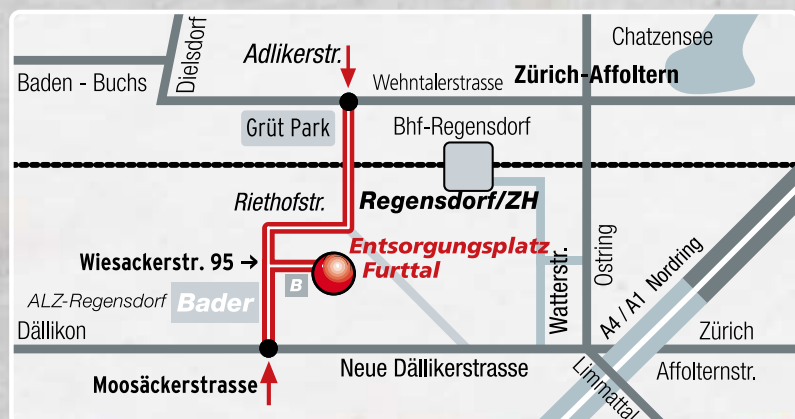 Chatzensee
Dielsdorf
Adlikerstr.
Baden - Buchs
Wehntalerstrasse
Zürich-Affoltern
Grüt Park
Bhf-Regensdorf
Riethofstr.
Regensdorf/ZH
Entsorgungsplatz
Furttal
Wiesackerstr. 95
B
ALZ-Regensdorf
Bader
Watterstr.
Ostring
A4 / A1 Nordring
Dällikon
Zürich
Neue Dällikerstrasse
Affolternstr.
Limmattal
Moosäckerstrasse